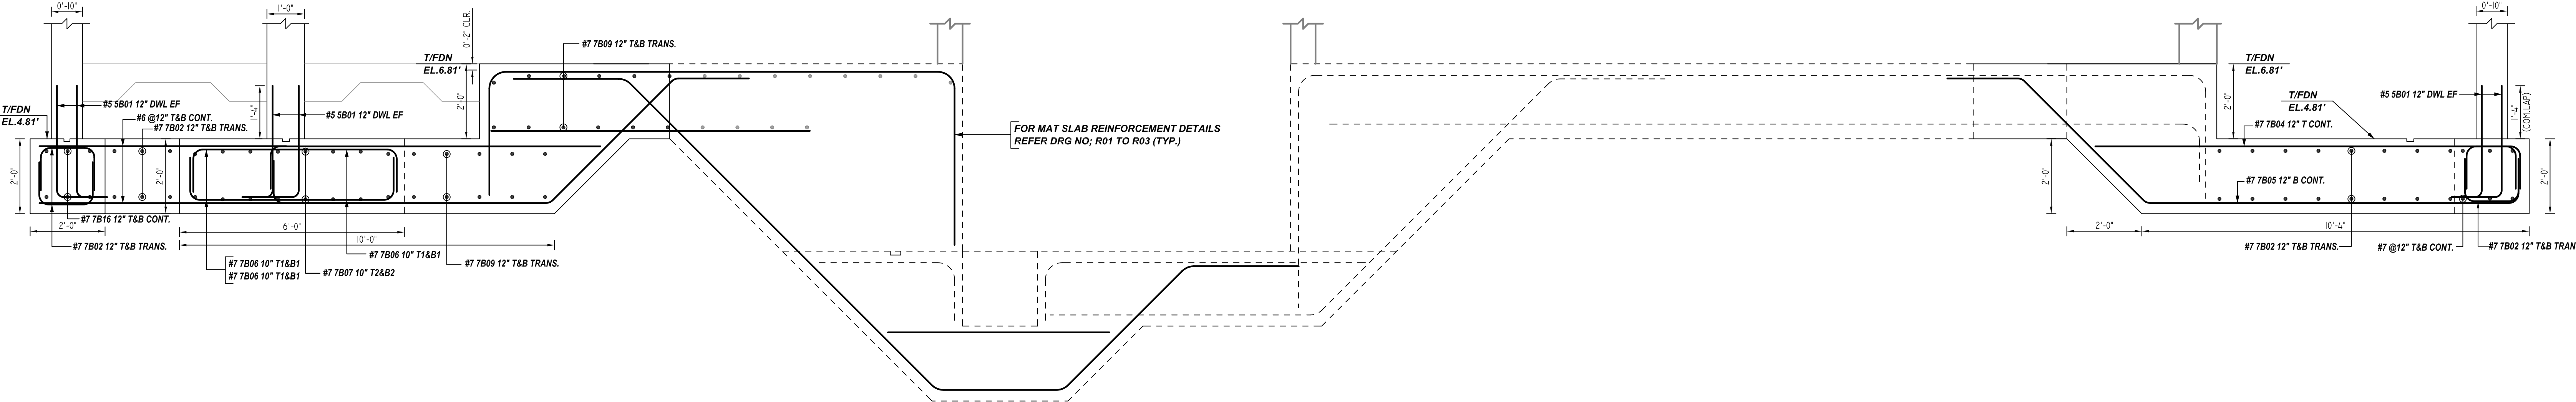 0'-10"
1'-0"
0'-2" CLR.
T/FDN
EL.6.81'
#7 7B09 12" T&B TRANS.
T/FDN
EL.6.81'
0'-10"
T/FDN
EL.4.81'
#5 5B01 12" DWL EF
#6 @12" T&B CONT.
#7 7B02 12" T&B TRANS.
1'-4"
#5 5B01 12" DWL EF
2'-0"
FOR MAT SLAB REINFORCEMENT DETAILS
REFER DRG NO; R01 TO R03 (TYP.)
2'-0"
T/FDN
EL.4.81'
#5 5B01 12" DWL EF
1'-4"
(COM.LAP)
#7 7B04 12" T CONT.
2'-0"
2'-0"
2'-0"
#7 7B05 12" B CONT.
2'-0"
#7 7B16 12" T&B CONT.
2'-0"
#7 7B02 12" T&B TRANS.
6'-0"
10'-0"
#7 7B06 10" T1&B1
#7 7B06 10" T1&B1
#7 7B07 10" T2&B2
#7 7B06 10" T1&B1
#7 7B09 12" T&B TRANS.
2'-0"
10'-4"
#7 7B02 12" T&B TRANS.
#7 @12" T&B CONT.
#7 7B02 12" T&B TRAN